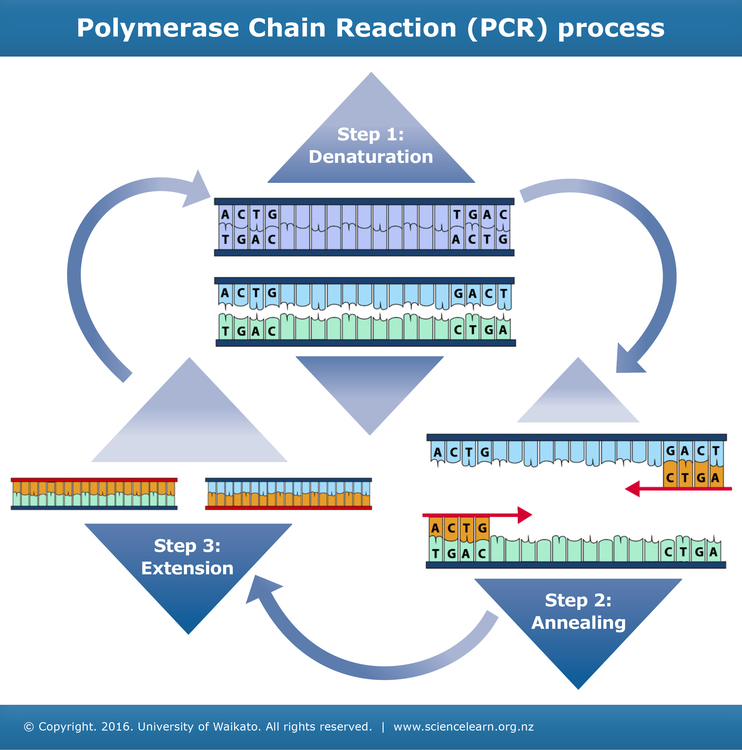 Polymerase Chain Reaction (PCR) process
Step 1:
Denaturation
A C T G T G A C
T G A C A C T G
A C T G G A C T
T G A C C T G A
A C T G G A C T
C T G A
A C T G
T G A C C T G A
Step 3:
Extension
Step 2:
Annealing
© Copyright. 2016. University of Waikato. All rights reserved. | www.sciencelearn.org.nz